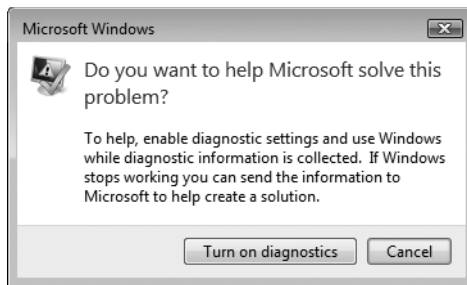 Microsoft Windows
Do you want to help Microsoft solve this
problem?
To help, enable diagnostic settings and use Windows
while diagnostic information is collected.  If Windows
stops working you can send the information to
Microsoft to help create a solution.
Turn on diagnostics
Cancel